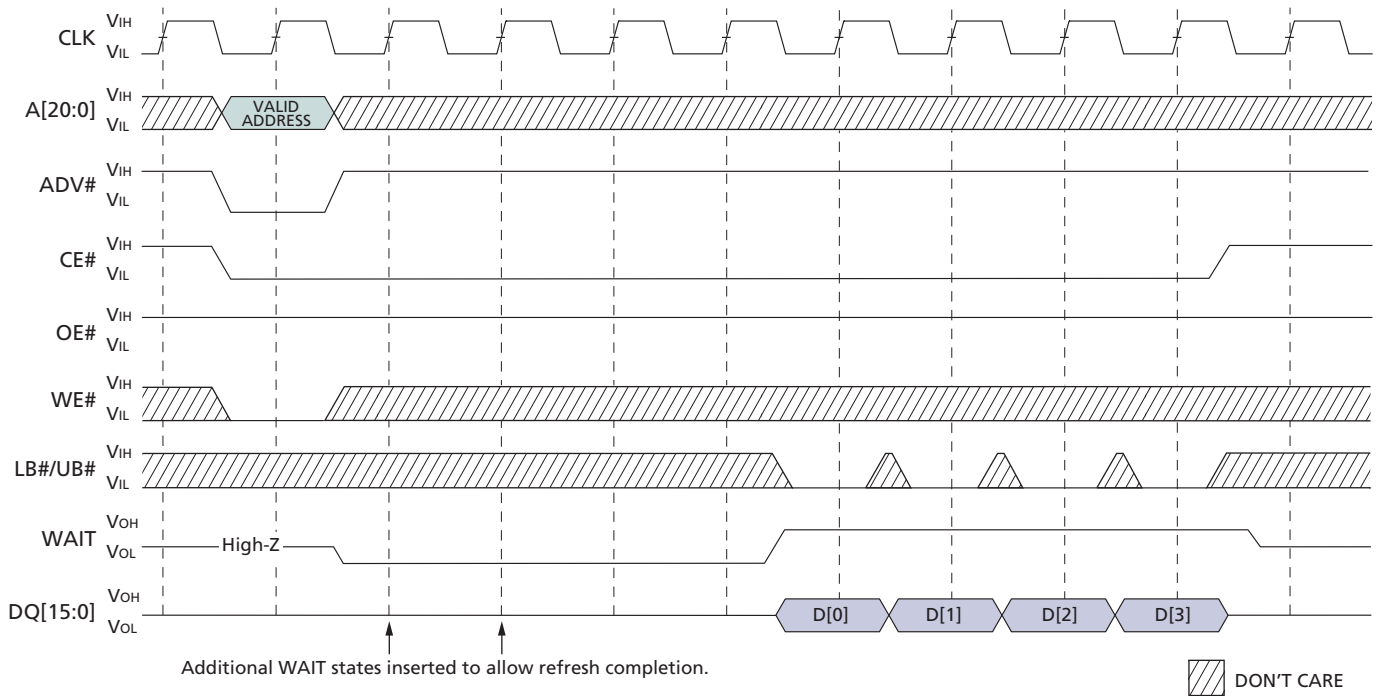 CLK VIH VIL
A[20:0] VIH VIL VALID ADDRESS
ADV# VIH VIL
CE# VIH VIL
OE# VIH VIL
WE# VIH VIL
LB#/UB# VIH VIL
WAIT VOH VOL High-Z
DQ[15:0] VOH VOL D[0] D[1] D[2] D[3]
Additional WAIT states inserted to allow refresh completion.
DON'T CARE